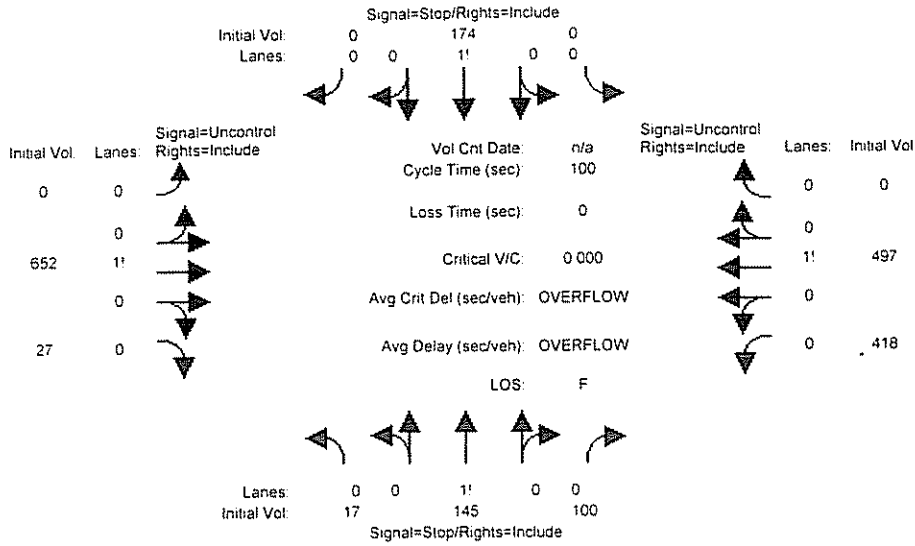 Signal=Stop/Rights=Include
Initial Vol: 0 174 0
Lanes: 0 0 1! 0 0
Signal=Uncontrol
Initial Vol. Lanes: Rights=Include
Signal=Uncontrol
Rights=Include Lanes: Initial Vol
Vol Cnt Date: n/a
Cycle Time (sec) 100
0 0
0 0
Loss Time (sec): 0
0
0
652 1!
Critical V/C: 0 000
1! 497
0
Avg Crit Del (sec/veh): OVERFLOW
0
27 0
Avg Delay (sec/veh): OVERFLOW
0 418
LOS: F
Lanes: 0 0 1! 0 0
Initial Vol: 17 145 100
Signal=Stop/Rights=Include